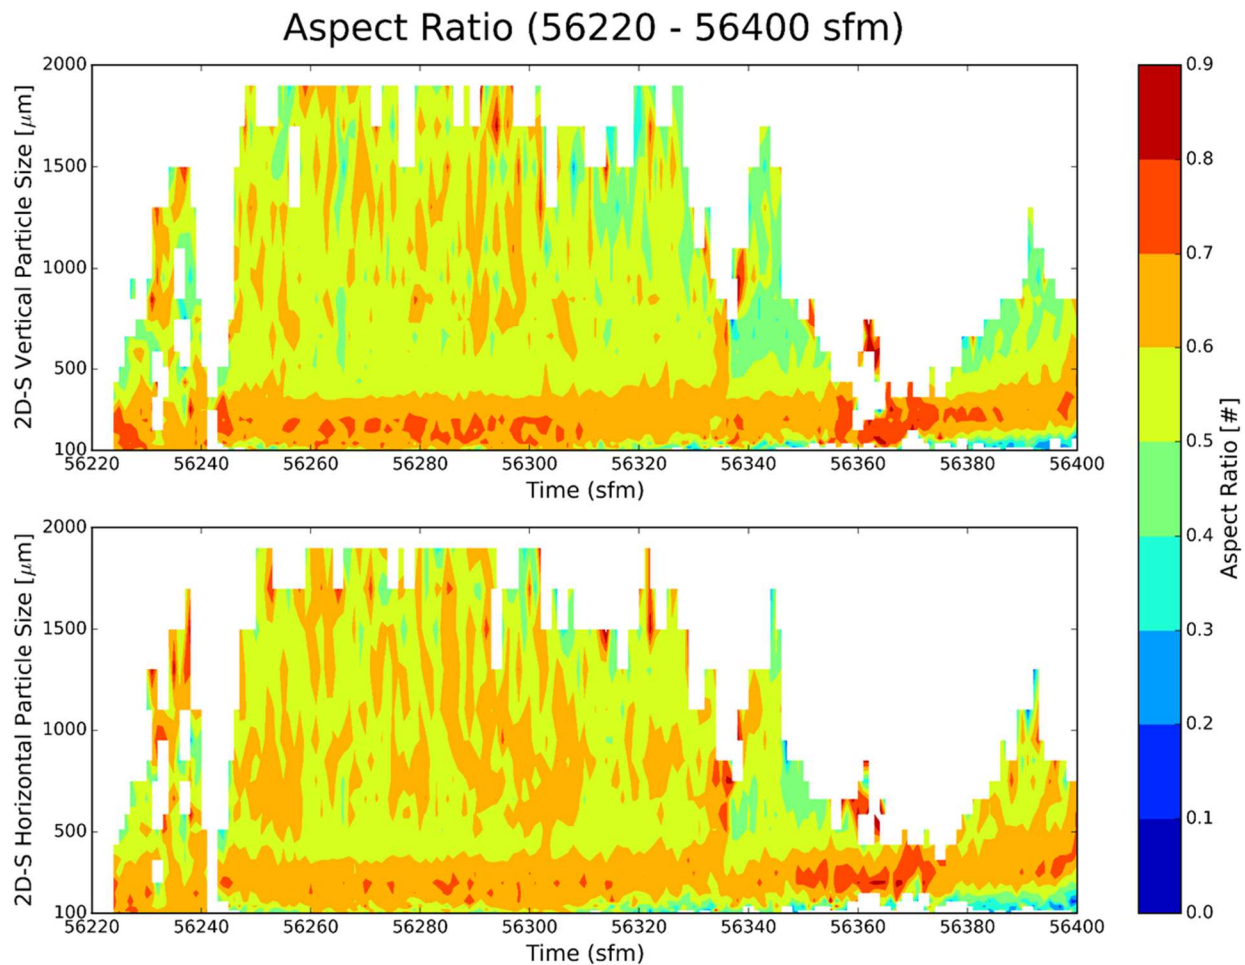 Aspect Ratio (56220 - 56400 sfm)
2D-S Vertical Particle Size [μm]
2000
1500
1000
500
100
56220 56240 56260 56280 56300 56320 56340 56360 56380 56400
Time (sfm)
2D-S Horizontal Particle Size [μm]
2000
1500
1000
500
100
56220 56240 56260 56280 56300 56320 56340 56360 56380 56400
Time (sfm)
0.9
0.8
0.7
0.6
0.5
0.4
0.3
0.2
0.1
0.0
Aspect Ratio [#]